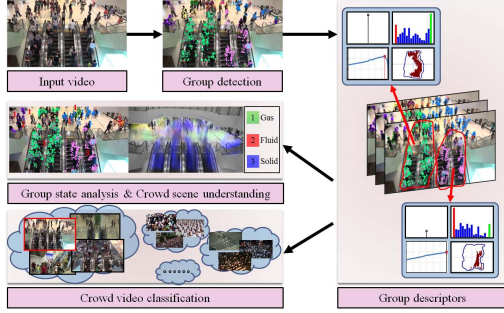 Input video
Group detection
1 Gas
2 Fluid
3 Solid
Group state analysis & Crowd scene understanding
Crowd video classification
Group descriptors